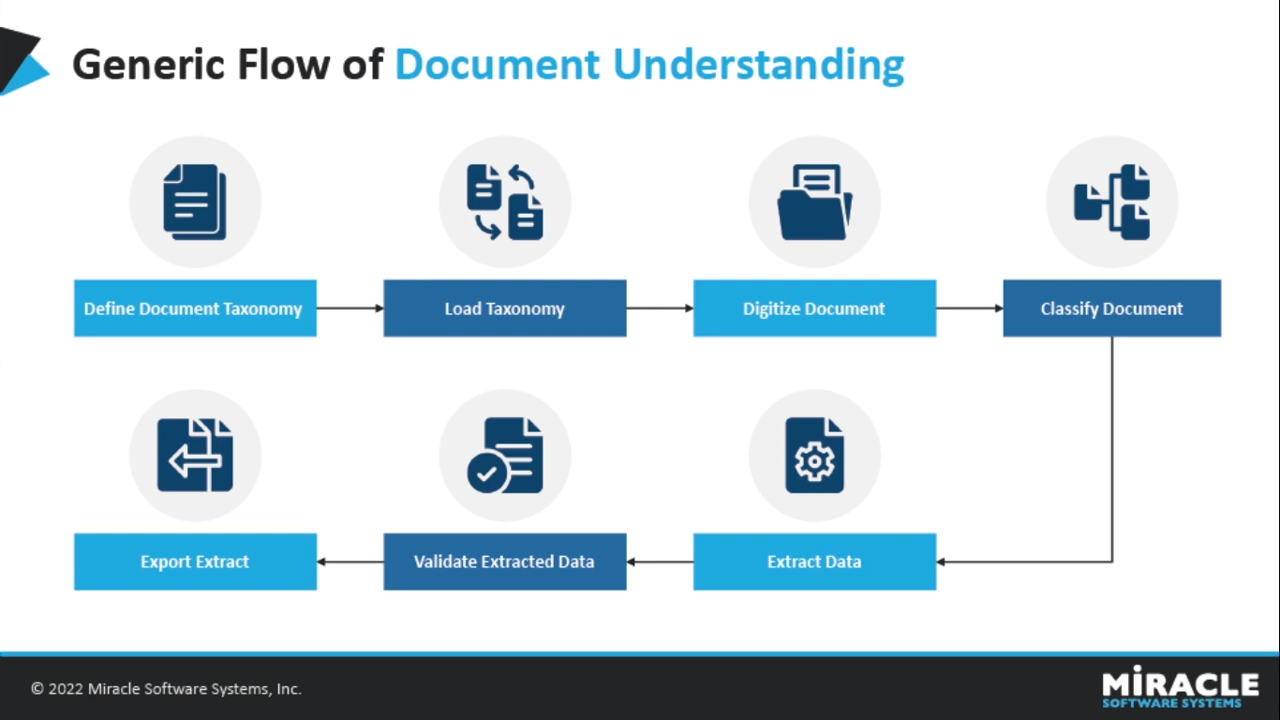 Generic Flow of Document Understanding
Define Document Taxonomy
Load Taxonomy
Digitize Document
Classify Document
Export Extract
Validate Extracted Data
Extract Data
© 2022 Miracle Software Systems, Inc.
MiRACLE
SOFTWARE SYSTEMS